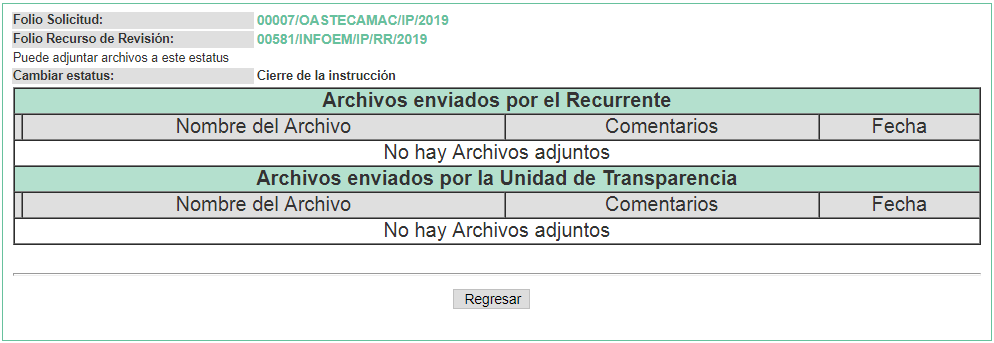 Folio Solicitud: 00007/OASTECAMAC/IP/2019
Folio Recurso de Revisión: 00581/INFOEM/IP/RR/2019
Puede adjuntar archivos a este estatus
Cambiar estatus: Cierre de la instrucción
Archivos enviados por el Recurrente
Nombre del Archivo Comentarios Fecha
No hay Archivos adjuntos
Archivos enviados por la Unidad de Transparencia
Nombre del Archivo Comentarios Fecha
No hay Archivos adjuntos
Regresar